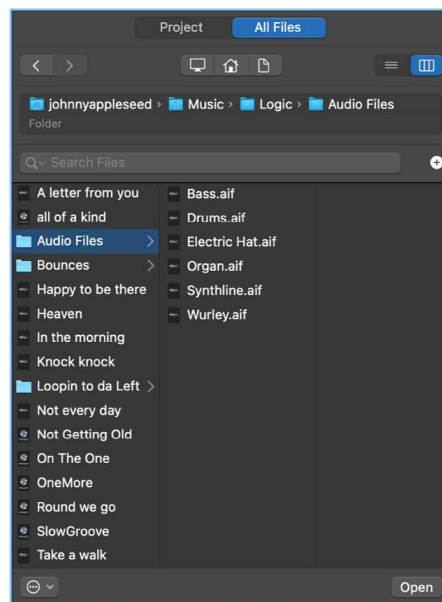 Project All Files
johnnyappleseed › Music › Logic › Audio Files
Folder
Search Files
A letter from you
all of a kind
Audio Files
Bounces
Happy to be there
Heaven
In the morning
Knock knock
Loopin to da Left
Not every day
Not Getting Old
On The One
OneMore
Round we go
SlowGroove
Take a walk
Bass.aif
Drums.aif
Electric Hat.aif
Organ.aif
Synthline.aif
Wurley.aif
Open